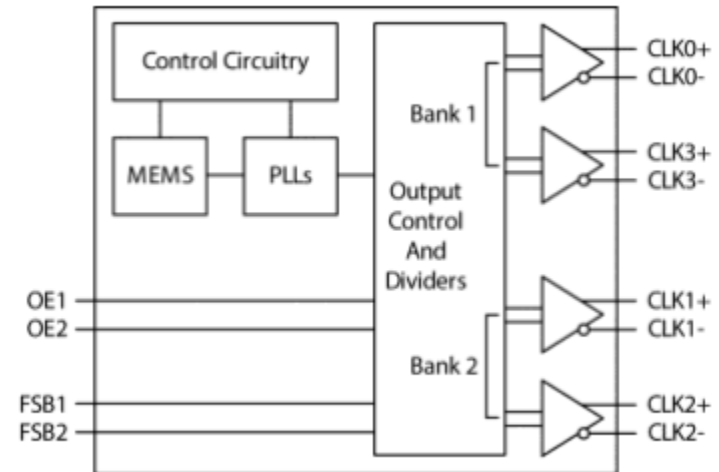 Control Circuitry
MEMS
PLLs
Bank 1
Output
Control
And
Dividers
Bank 2
OE1
OE2
FSB1
FSB2
CLK0+
CLK0-
CLK3+
CLK3-
CLK1+
CLK1-
CLK2+
CLK2-